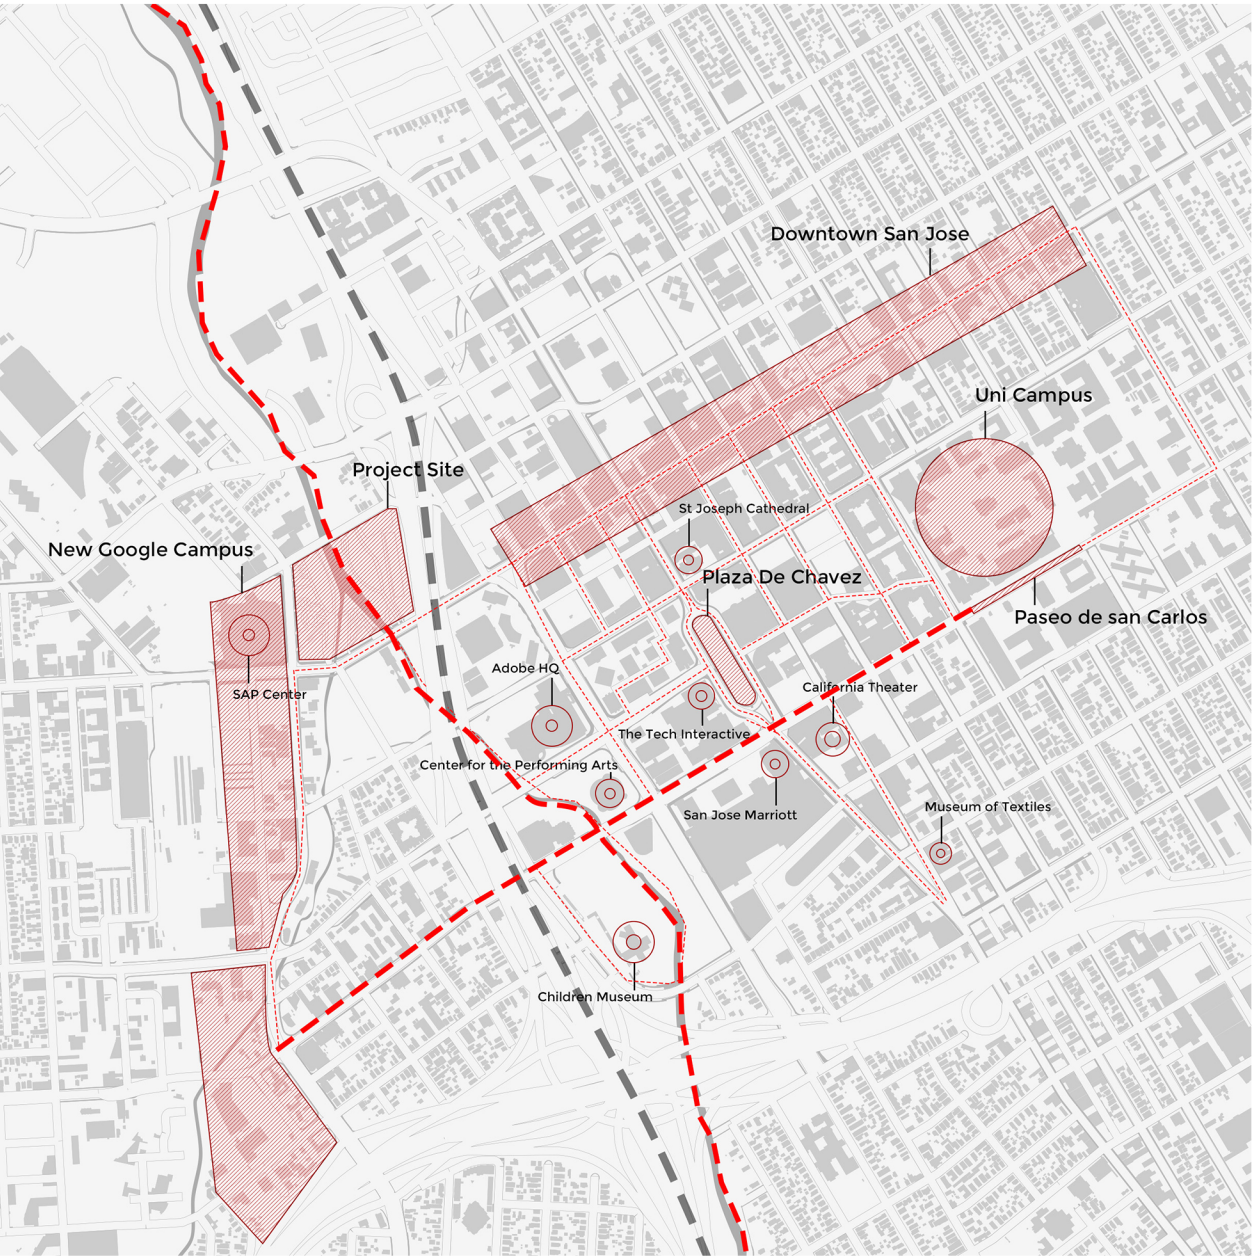 Downtown San Jose
Uni Campus
Project Site
St Joseph Cathedral
New Google Campus
Plaza De Chavez
Paseo de san Carlos
Adobe HQ
SAP Center
California Theater
The Tech Interactive
Center for the Performing Arts
Museum of Textiles
San Jose Marriott
Children Museum